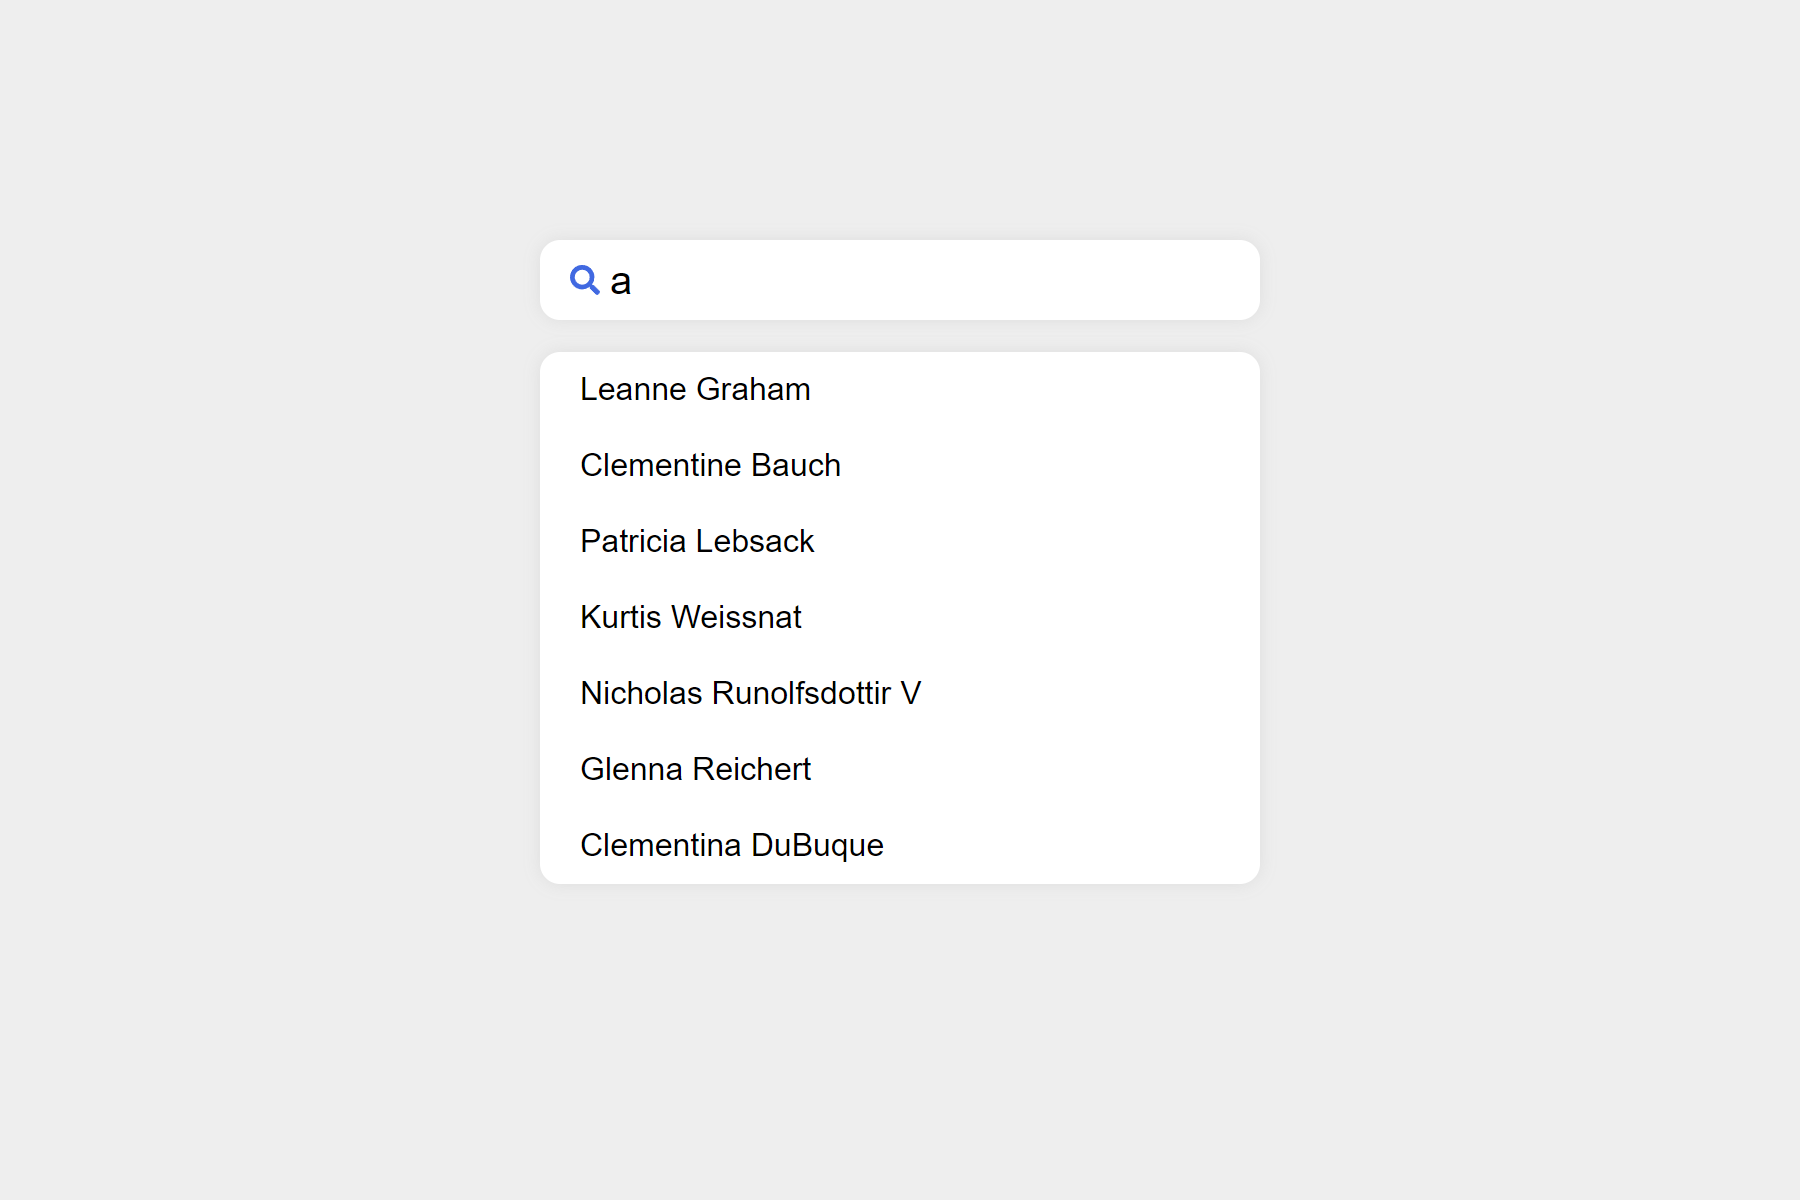 a
Leanne Graham
Clementine Bauch
Patricia Lebsack
Kurtis Weissnat
Nicholas Runolfsdottir V
Glenna Reichert
Clementina DuBuque